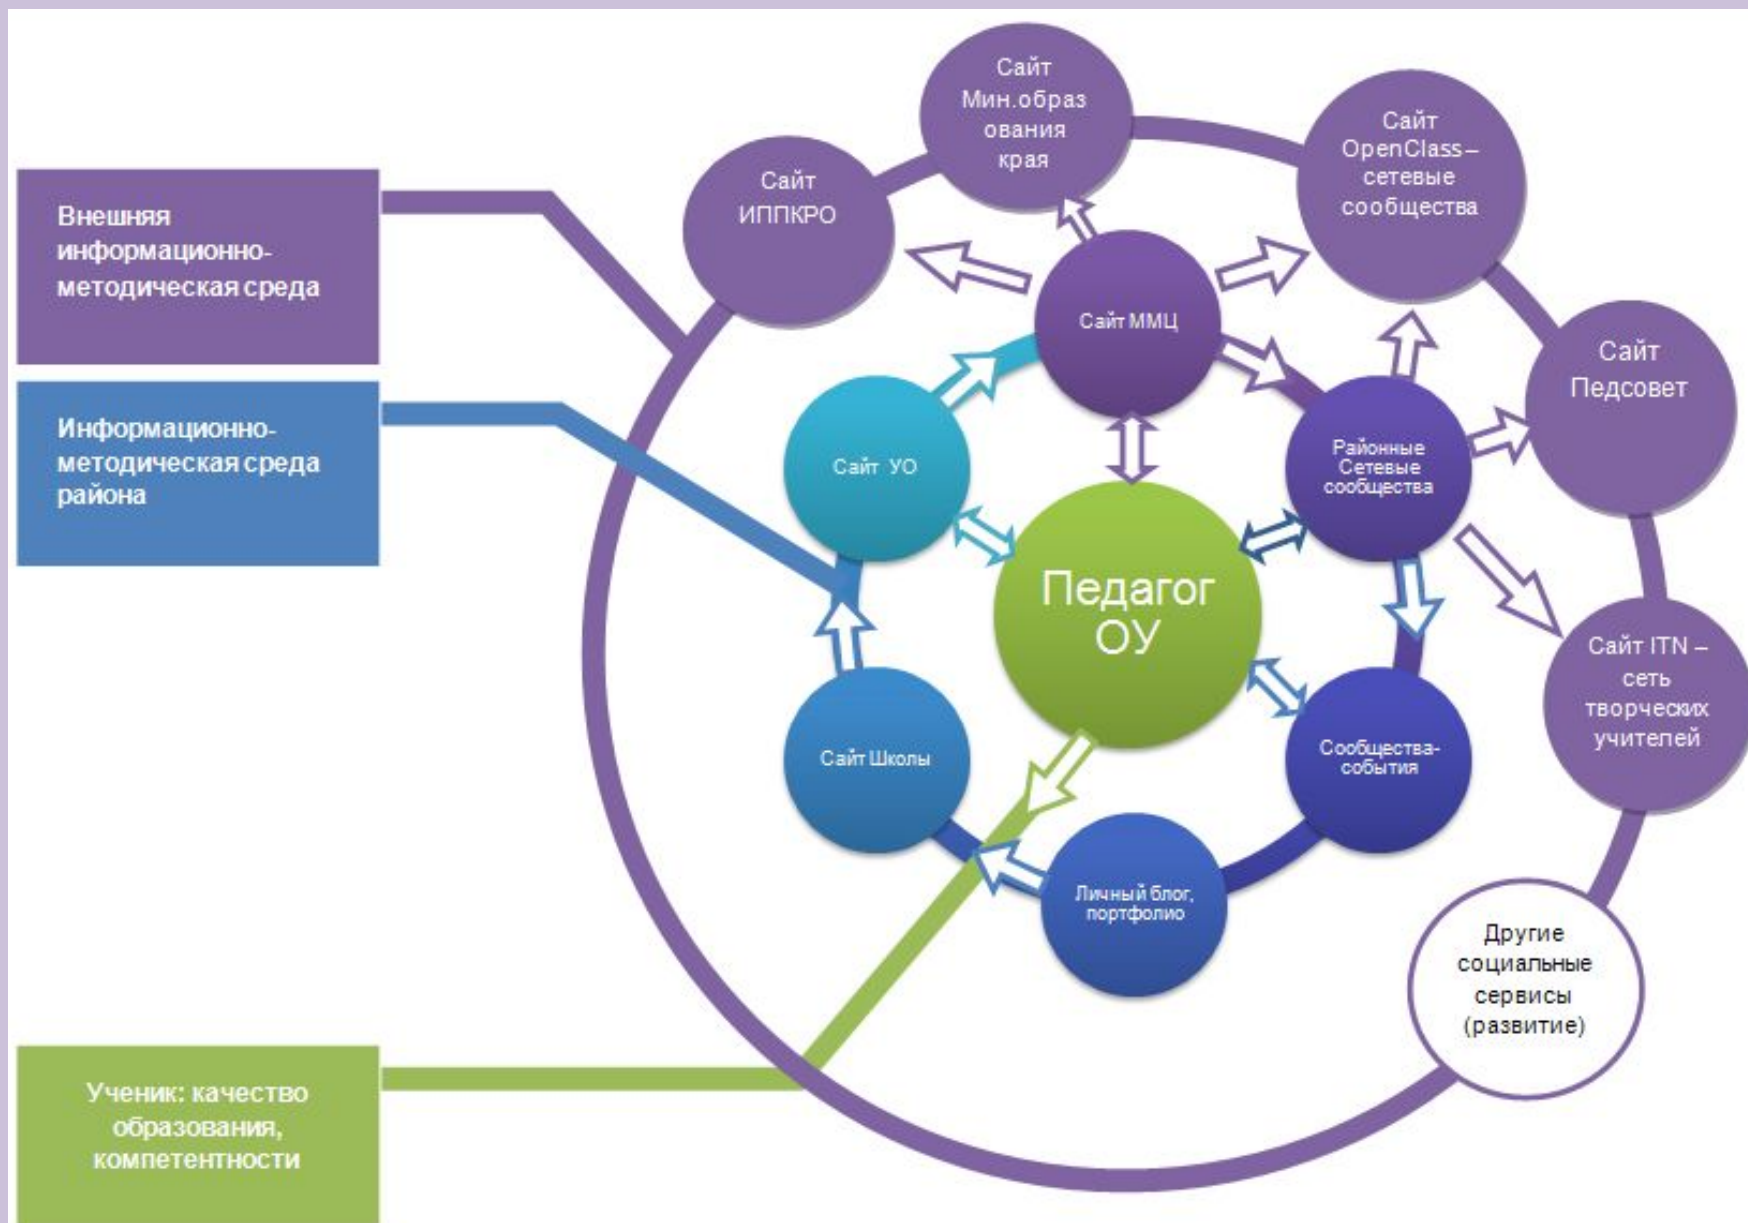 Внешняя
информационно-
методическая среда
Информационно-
методическая среда
района
Ученик: качество
образования,
компетентности
Сайт
ИППКРО
Сайт
Мин.образ
ования
края
Сайт
OpenClass –
сетевые
сообщества
Сайт
Педсовет
Сайт ITN –
сеть
творческих
учителей
Другие
социальные
сервисы
(развитие)
Сайт ММЦ
Районные
Сетевые
сообщества
Сообщества-
события
Личный блог,
портфолио
Сайт Школы
Сайт УО
Педагог
ОУ